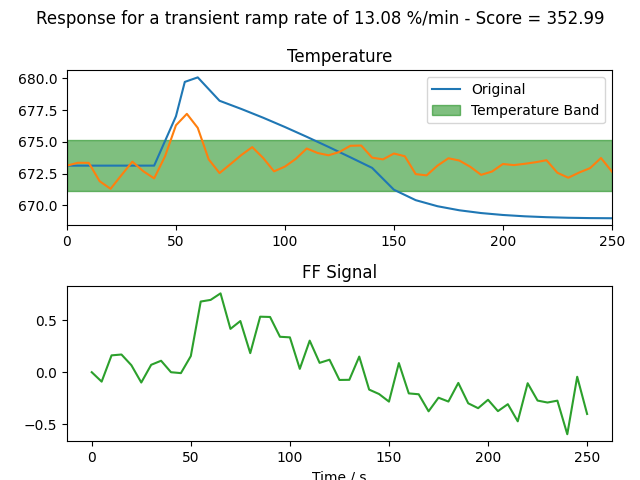 Response for a transient ramp rate of 13.08 %/min - Score = 352.99
Temperature
680.0
677.5
675.0
672.5
670.0
Original
Temperature Band
0 50 100 150 200 250
FF Signal
0.5
0.0
−0.5
0 50 100 150 200 250
Time / s